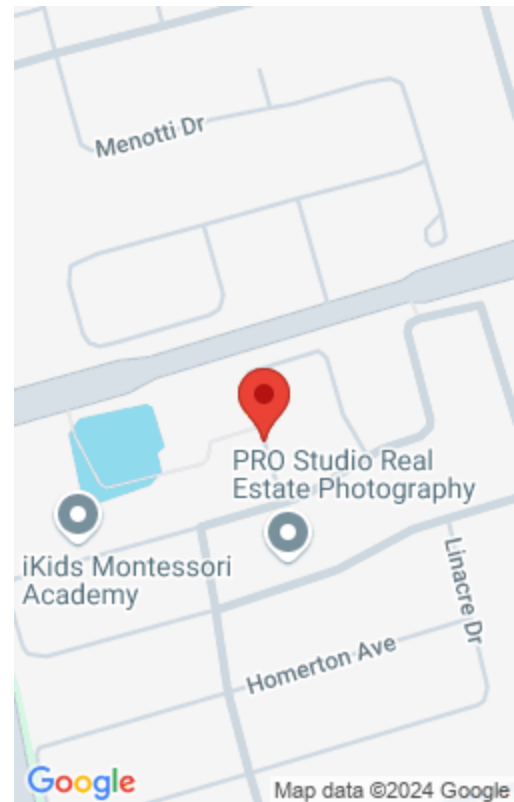 Menotti Dr
PRO Studio Real
Estate Photography
iKids Montessori
Academy
Linacre Dr
Homerton Ave
Google
Map data ©2024 Google